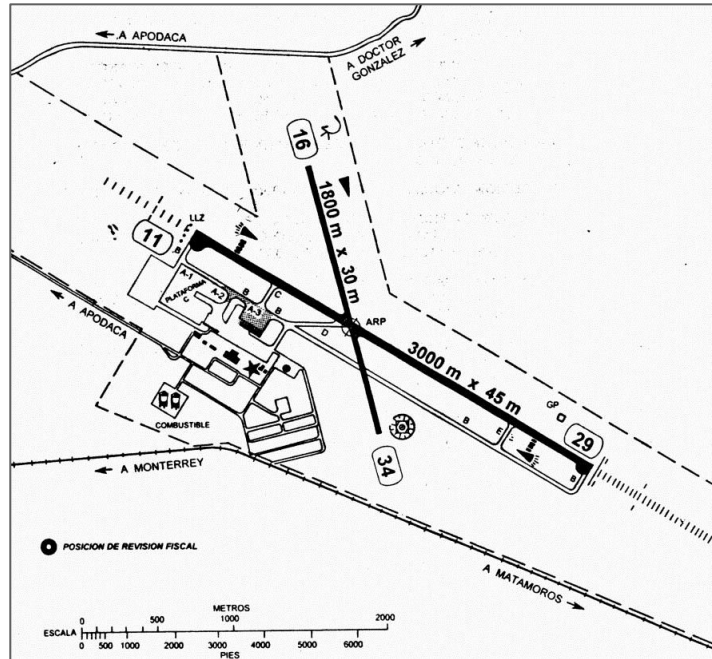 A APODACA
A DOCTOR
GONZALEZ
16
1800 m x 30 m
LLZ
11
B
A-1
PLATAFORMA
C
A-2
A-3
B
C
B
D
ARP
3000 m x 45 m
A APODACA
GP
B
E
29
B
COMBUSTIBLE
34
A MONTERREY
POSICION DE REVISION FISCAL
A MATAMOROS
METROS
0 500 1000 2000
ESCALA
0 500 1000 2000 3000 4000 5000 6000
PIES